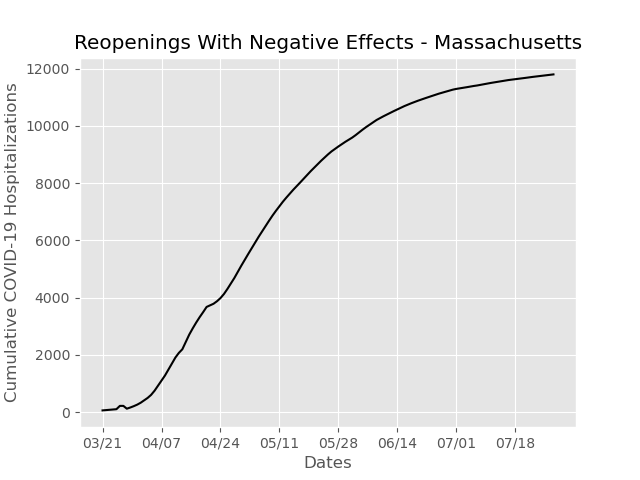 Reopenings With Negative Effects - Massachusetts
Cumulative COVID-19 Hospitalizations
12000
10000
8000
6000
4000
2000
0
03/21 04/07 04/24 05/11 05/28 06/14 07/01 07/18
Dates